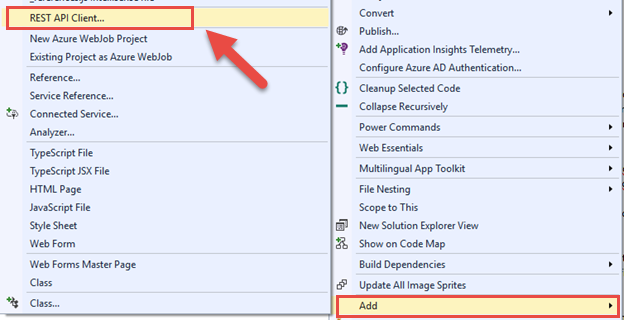 REST API Client...
New Azure WebJob Project
Existing Project as Azure WebJob
Reference...
Service Reference...
Connected Service...
Analyzer...
TypeScript File
TypeScript JSX File
HTML Page
JavaScript File
Style Sheet
Web Form
Web Forms Master Page
Class
Class...
Convert
Publish...
Add Application Insights Telemetry...
Configure Azure AD Authentication...
Cleanup Selected Code
Collapse Recursively
Power Commands
Web Essentials
Multilingual App Toolkit
File Nesting
Scope to This
New Solution Explorer View
Show on Code Map
Build Dependencies
Update All Image Sprites
Add